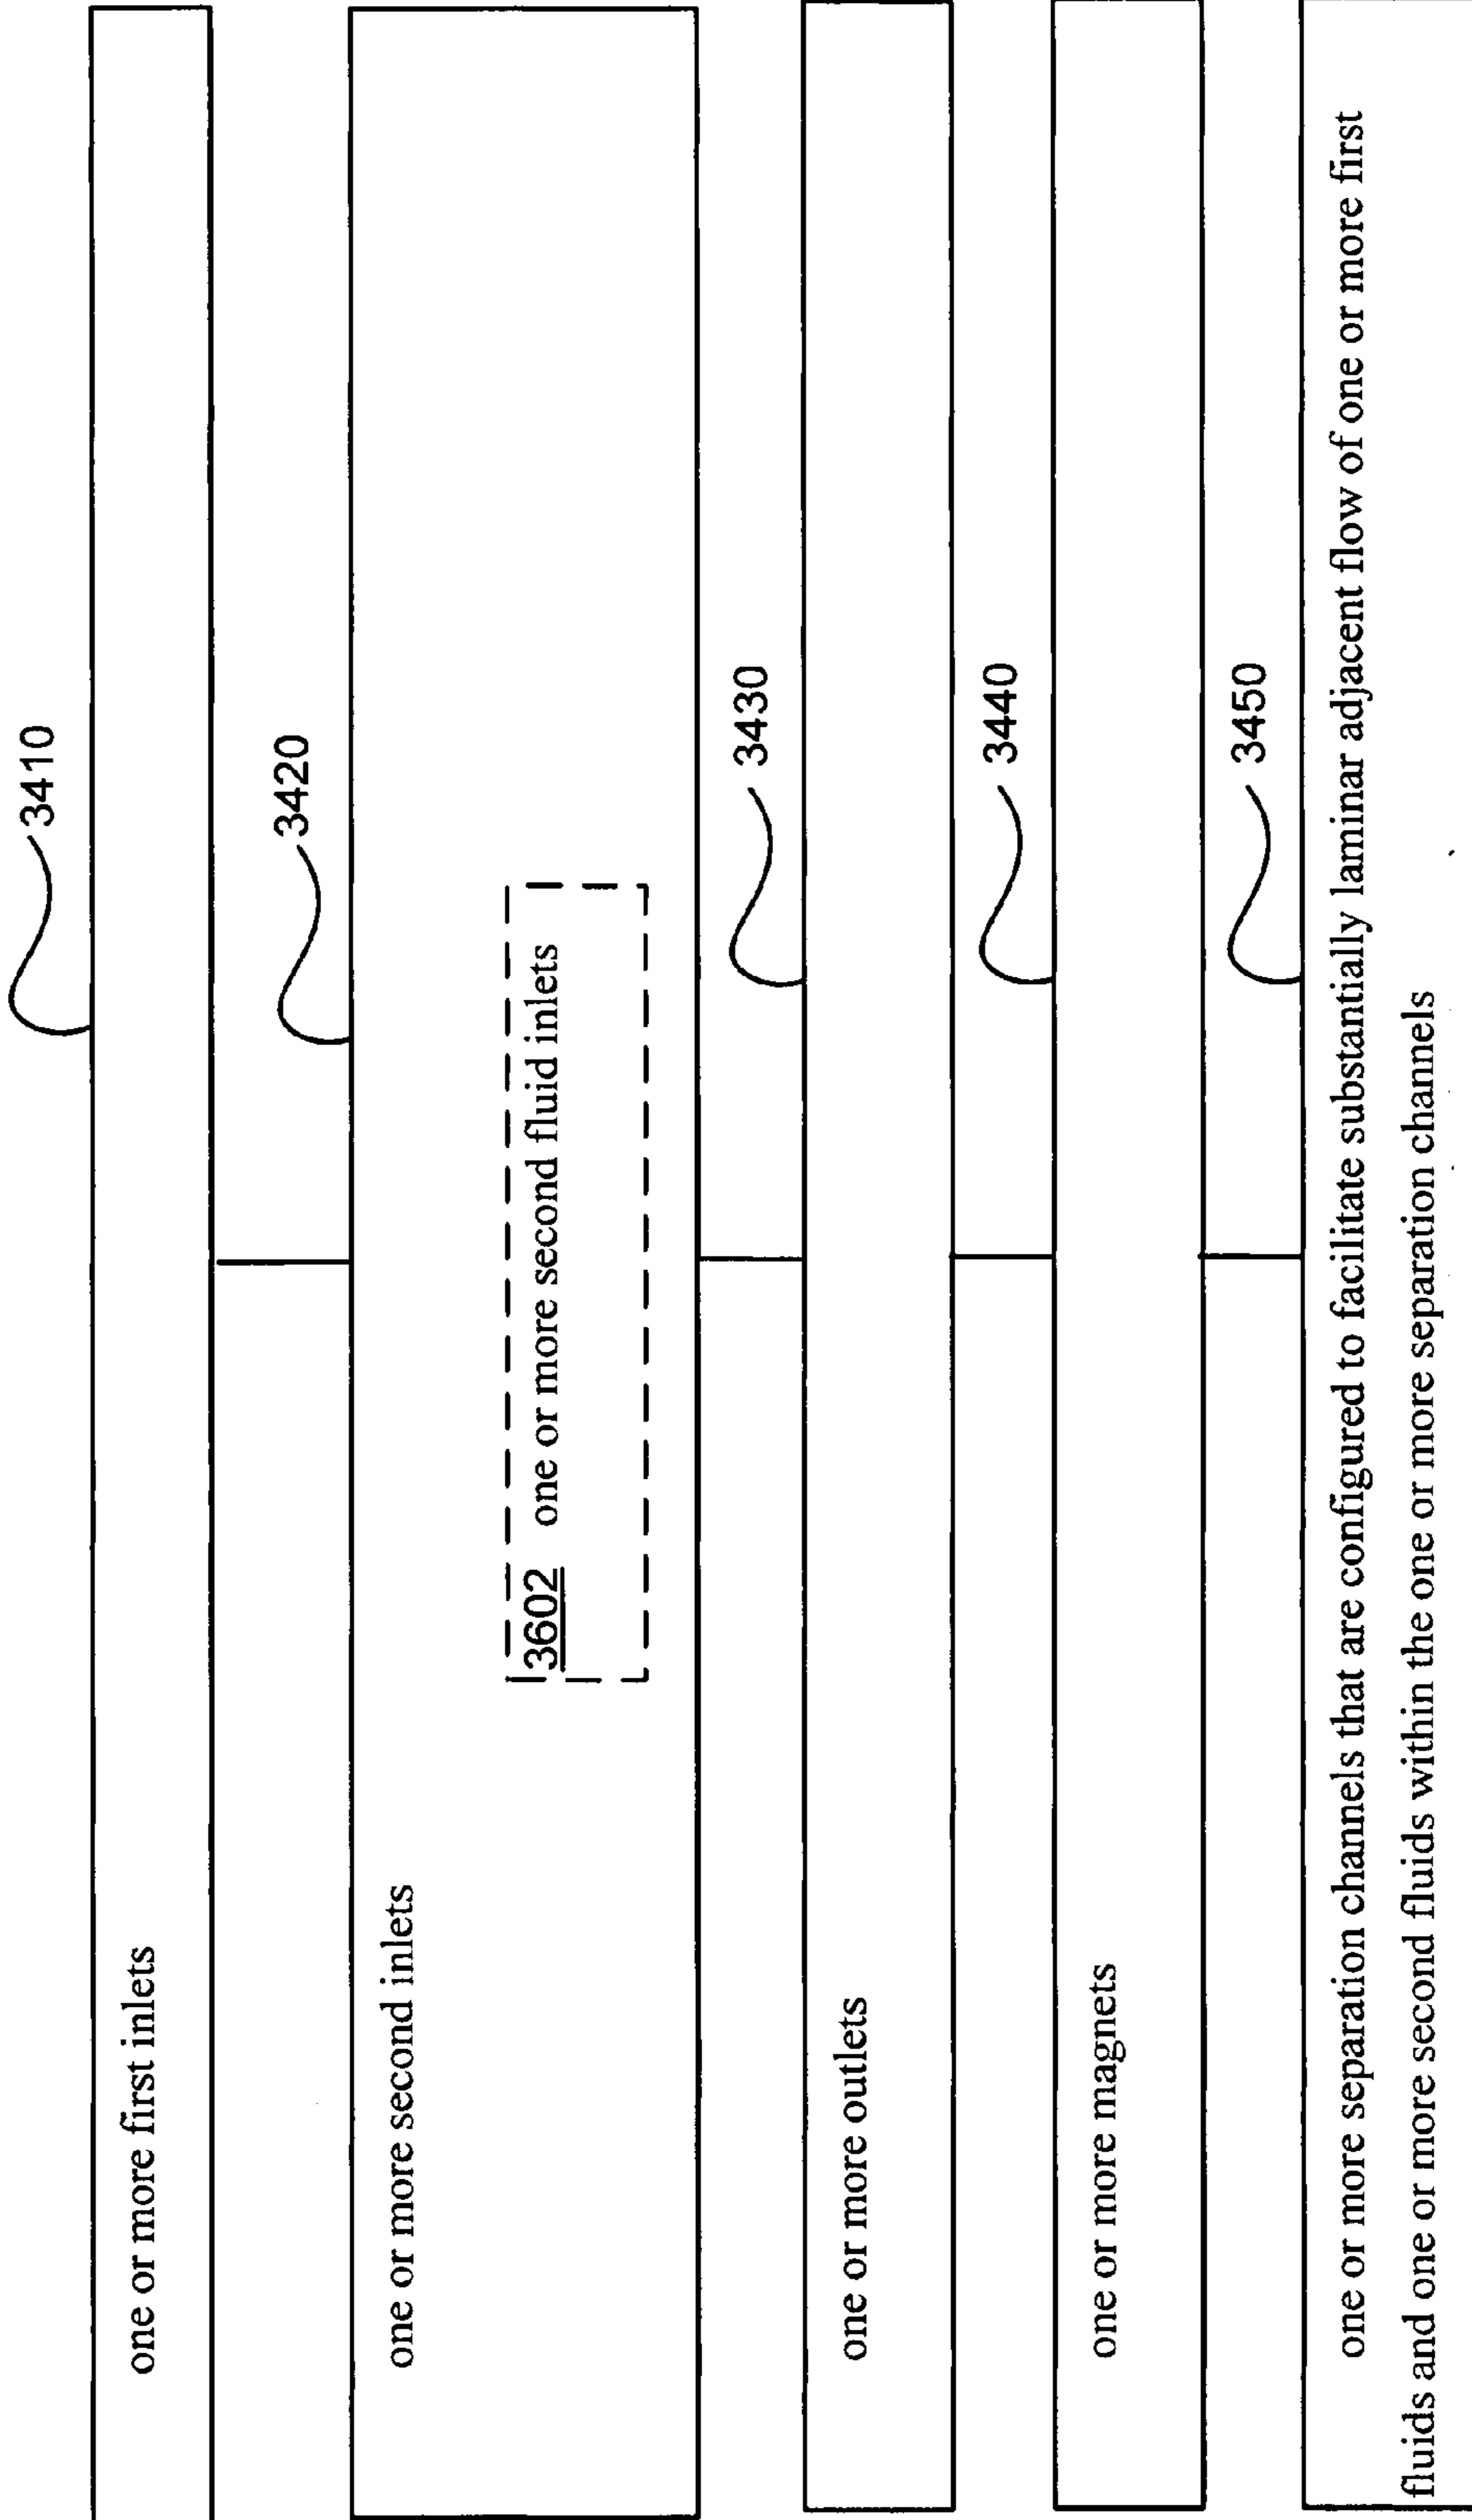 3410
one or more first inlets
3420
one or more second inlets
3602 one or more second fluid inlets
3430
one or more outlets
3440
one or more magnets
3450
one or more separation channels that are configured to facilitate substantially laminar adjacent flow of one or more first
fluids and one or more second fluids within the one or more separation channels